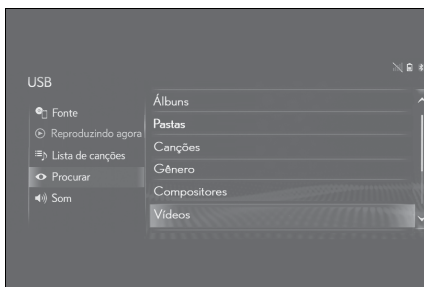 USB
Fonte
Reproduzindo agora
Lista de canções
Procurar
Som
Álbuns
Pastas
Canções
Gênero
Compositores
Vídeos